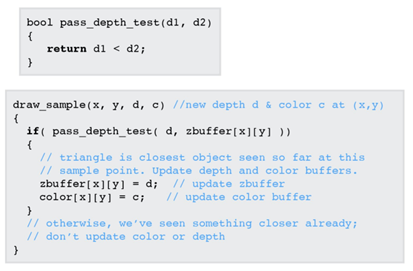 bool pass_depth_test(d1, d2)
{
return d1 < d2;
}
draw_sample(x, y, d, c) //new depth d & color c at (x,y)
{
if( pass_depth_test( d, zbuffer[x][y] ))
{
// triangle is closest object seen so far at this
// sample point. Update depth and color buffers.
zbuffer[x][y] = d; // update zbuffer
color[x][y] = c; // update color buffer
}
// otherwise, we've seen something closer already;
// don't update color or depth
}